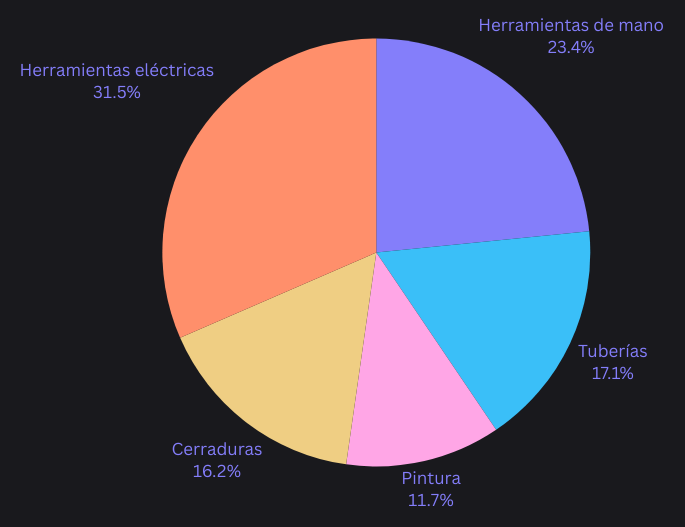 Herramientas de mano
23.4%
Herramientas eléctricas
31.5%
Tuberías
17.1%
Cerraduras
16.2%
Pintura
11.7%